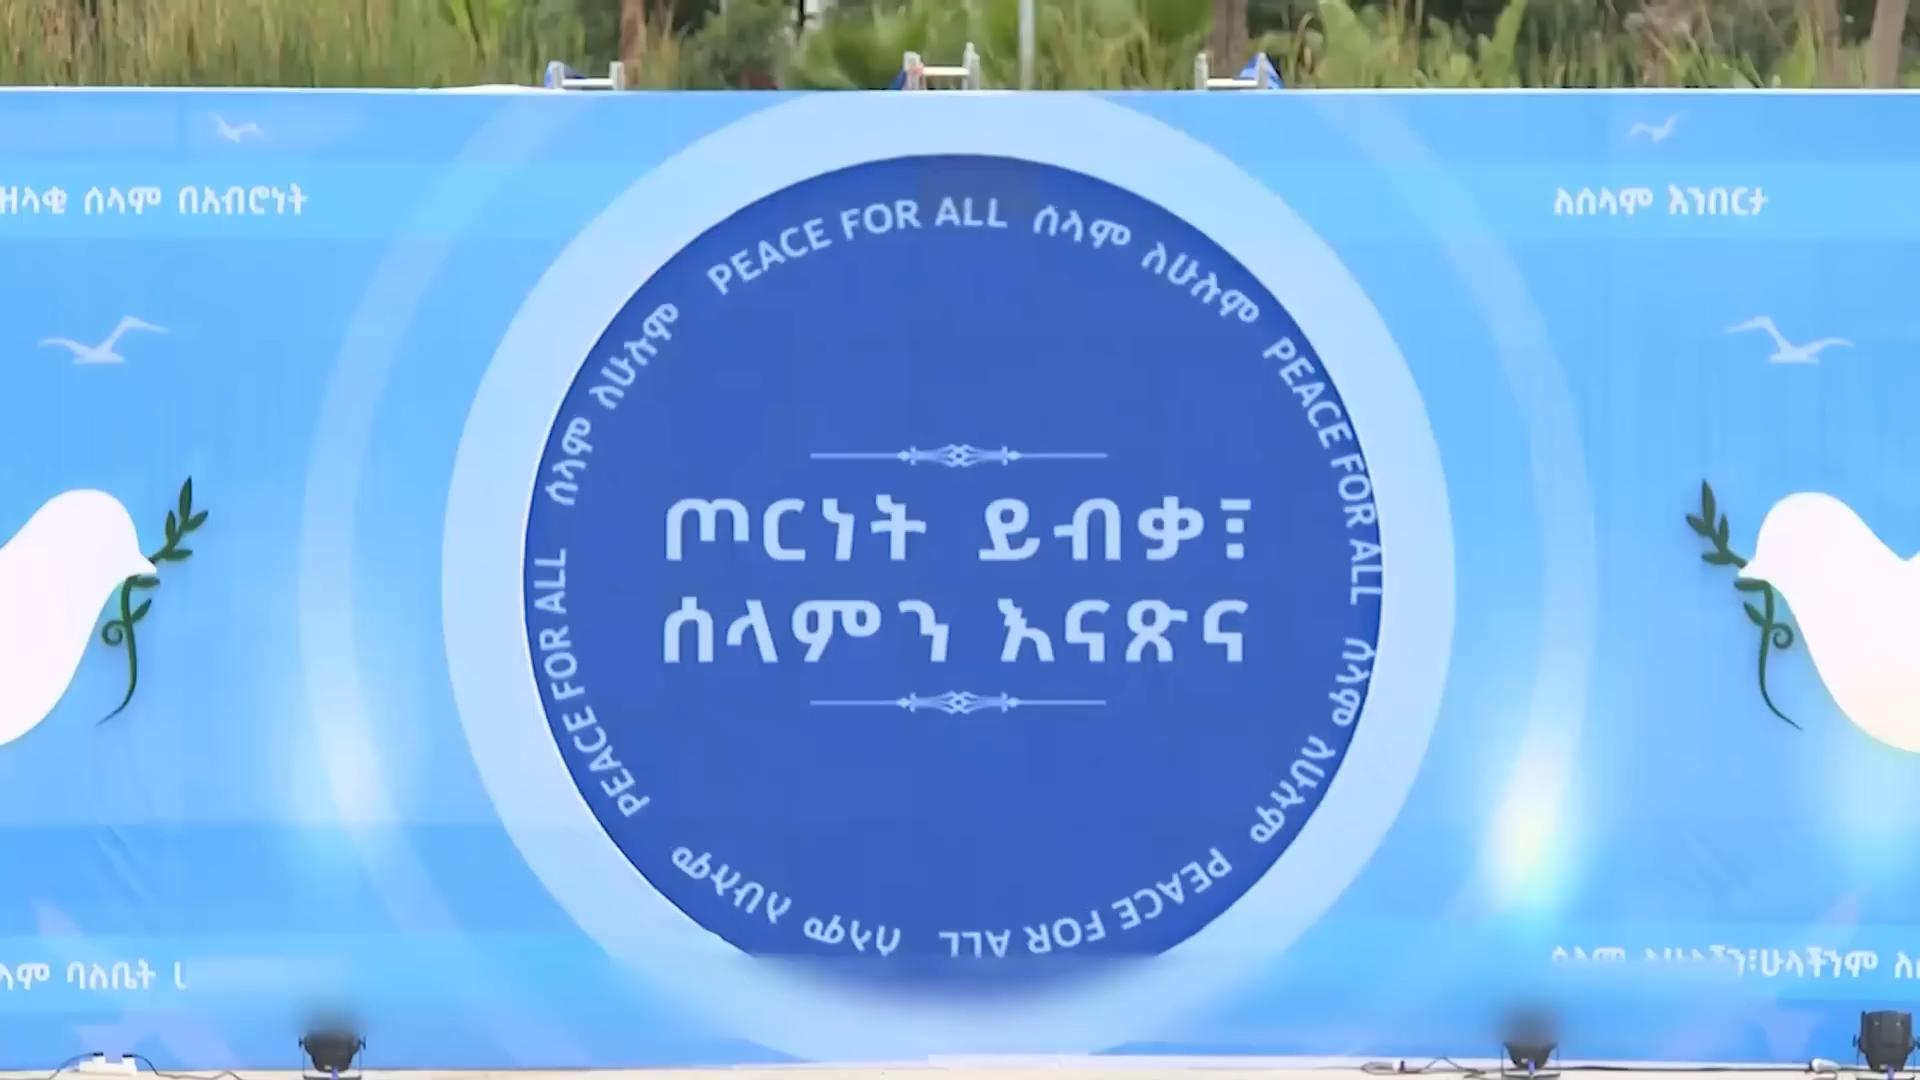 ዘላቂ ሰላም በአብሮነት
ለሰላም እንበርታ
PEACE FOR ALL ሰላም ለሁሉም PEACE FOR ALL ሰላም ለሁሉም PEACE FOR ALL ሰላም ለሁሉም PEACE FOR ALL ሰላም ለሁሉም
ጦርነት ይብቃ፣
ሰላምን እናጽና
ባለቤት